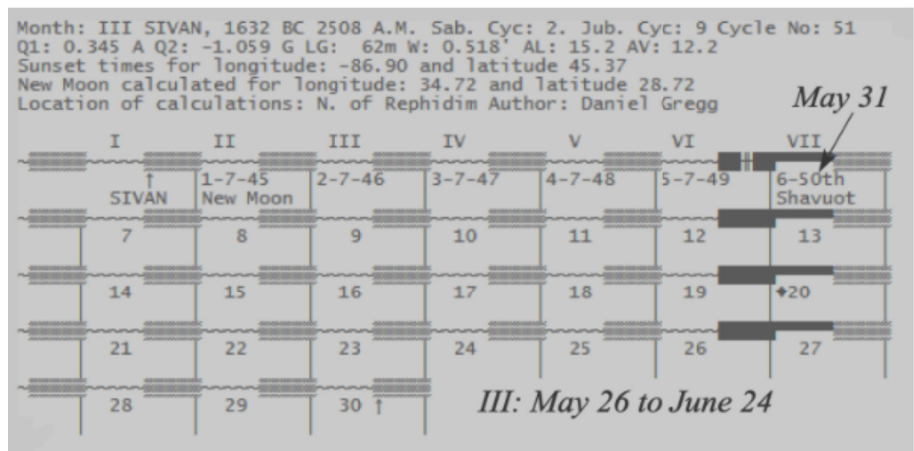 Month: III SIVAN, 1632 BC 2508 A.M. Sab. Cyc: 2. Jub. Cyc: 9 Cycle No: 51
Q1: 0.345 A Q2: -1.059 G LG:  62m W: 0.518' AL: 15.2 AV: 12.2
Sunset times for longitude: -86.90 and latitude 45.37
New Moon calculated for longitude: 34.72 and latitude 28.72
Location of calculations: N. of Rephidim Author: Daniel Gregg
May 31
I II III IV V VI VII
↑ 1-7-45 2-7-46 3-7-47 4-7-48 5-7-49 6-50th
SIVAN New Moon Shavuot
7 8 9 10 11 12 13
14 15 16 17 18 19 +20
21 22 23 24 25 26 27
28 29 30 ↑ III: May 26 to June 24